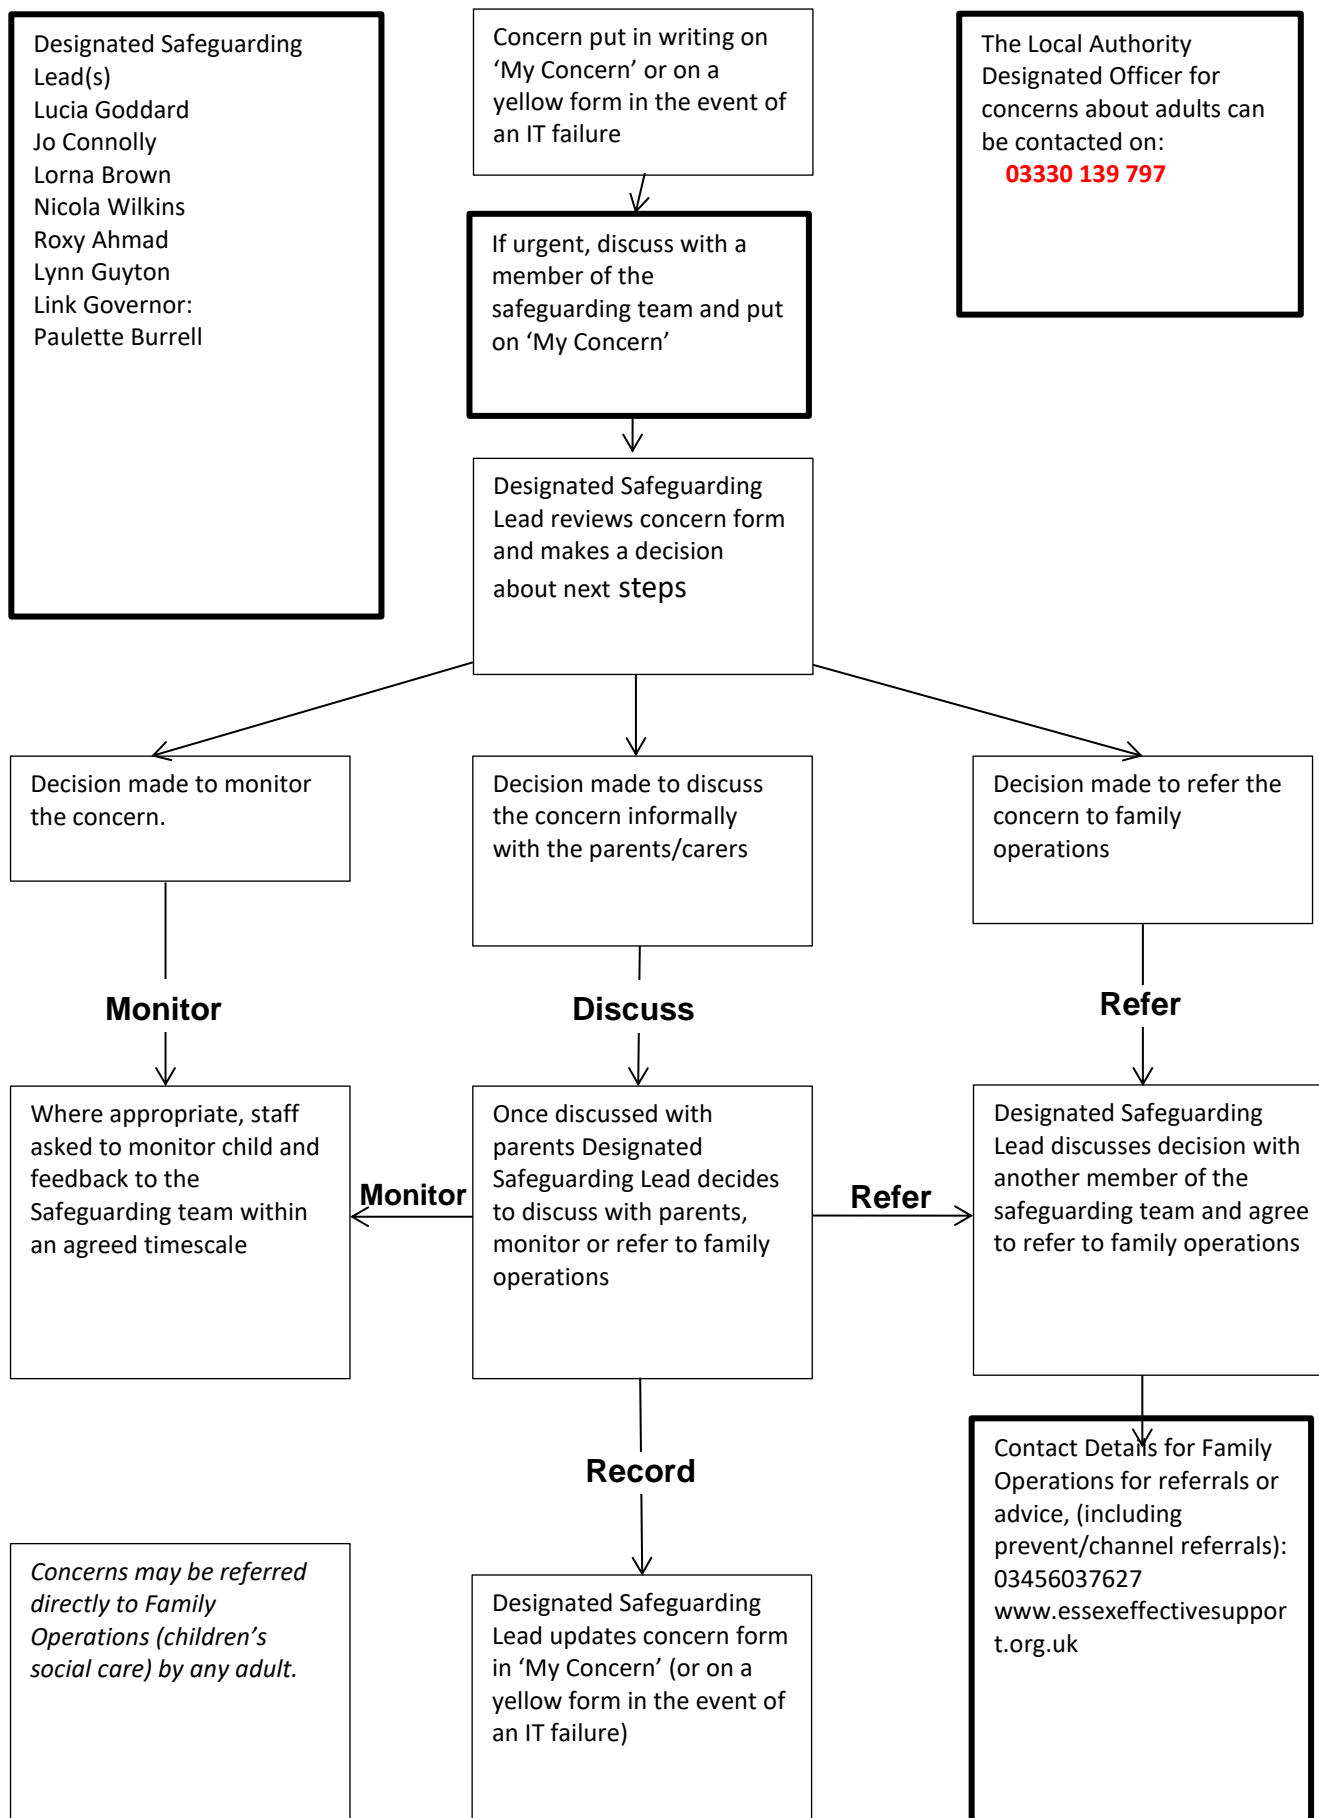 Designated Safeguarding
Lead(s)
Lucia Goddard
Jo Connolly
Lorna Brown
Nicola Wilkins
Roxy Ahmad
Lynn Guyton
Link Governor:
Paulette Burrell
Concern put in writing on
‘My Concern’ or on a
yellow form in the event of
an IT failure
The Local Authority
Designated Officer for
concerns about adults can
be contacted on:
03330 139 797
If urgent, discuss with a
member of the
safeguarding team and put
on ‘My Concern’
Designated Safeguarding
Lead reviews concern form
and makes a decision
about next steps
Decision made to monitor
the concern.
Decision made to discuss
the concern informally
with the parents/carers
Decision made to refer the
concern to family
operations
Monitor
Discuss
Refer
Where appropriate, staff
asked to monitor child and
feedback to the
Safeguarding team within
an agreed timescale
Monitor
Once discussed with
parents Designated
Safeguarding Lead decides
to discuss with parents,
monitor or refer to family
operations
Refer
Designated Safeguarding
Lead discusses decision with
another member of the
safeguarding team and agree
to refer to family operations
Record
Contact Details for Family
Operations for referrals or
advice, (including
prevent/channel referrals):
03456037627
www.essexeffectivesuppor
t.org.uk
Concerns may be referred
directly to Family
Operations (children’s
social care) by any adult.
Designated Safeguarding
Lead updates concern form
in ‘My Concern’ (or on a
yellow form in the event of
an IT failure)